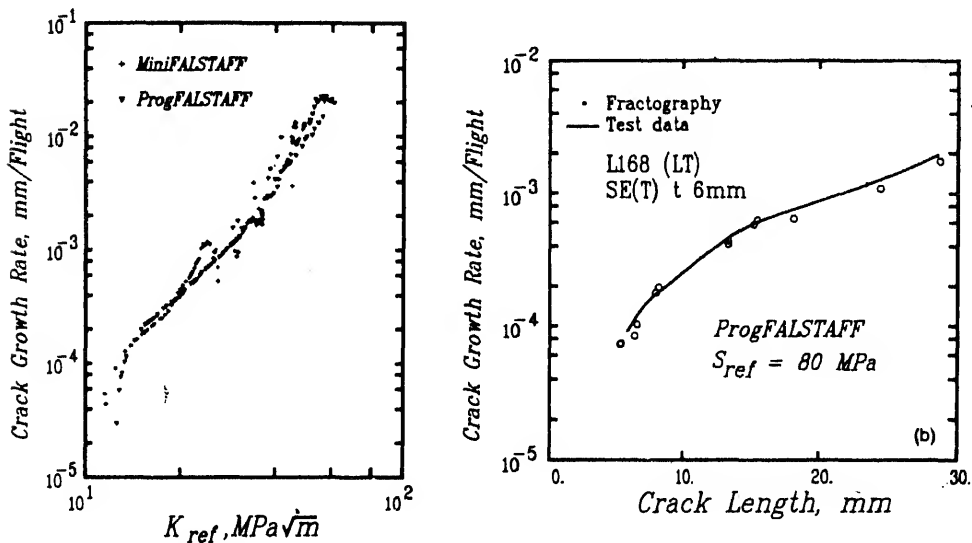 Crack Growth Rate, mm/Flight
10^-1
10^-2
10^-3
10^-4
10^-5
MiniFALSTAFF
ProgFALSTAFF
10^1
10^2
K_ref, MPa√m
Crack Growth Rate, mm/Flight
10^-2
10^-3
10^-4
10^-5
Fractography
Test data
L168 (LT)
SE(T) t 6mm
ProgFALSTAFF
S_ref = 80 MPa
(b)
0. 10. 20. 30.
Crack Length, mm